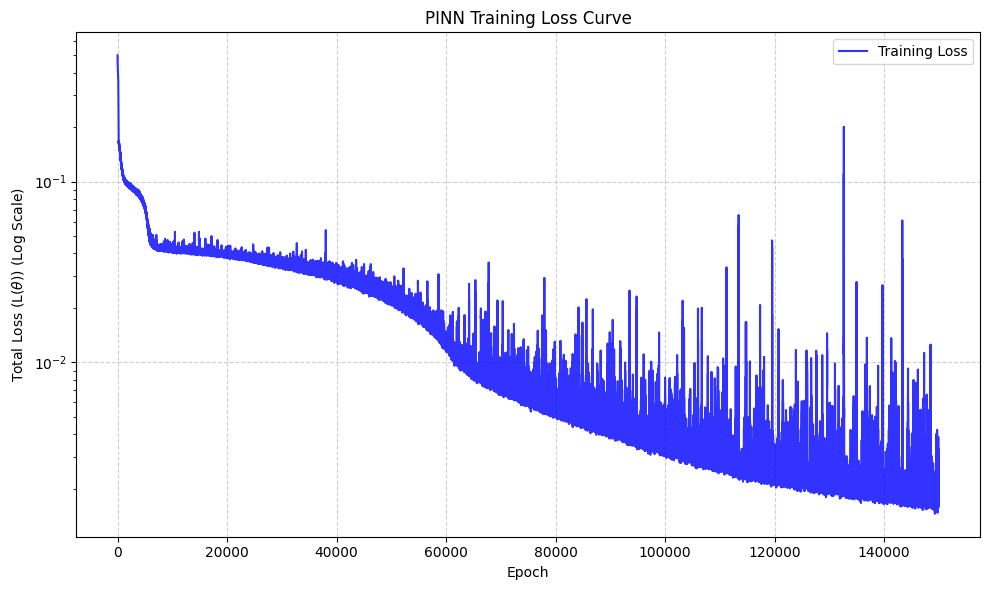 PINN Training Loss Curve
Training Loss
Total Loss (L(θ)) (Log Scale)
10⁻¹
10⁻²
0 20000 40000 60000 80000 100000 120000 140000
Epoch